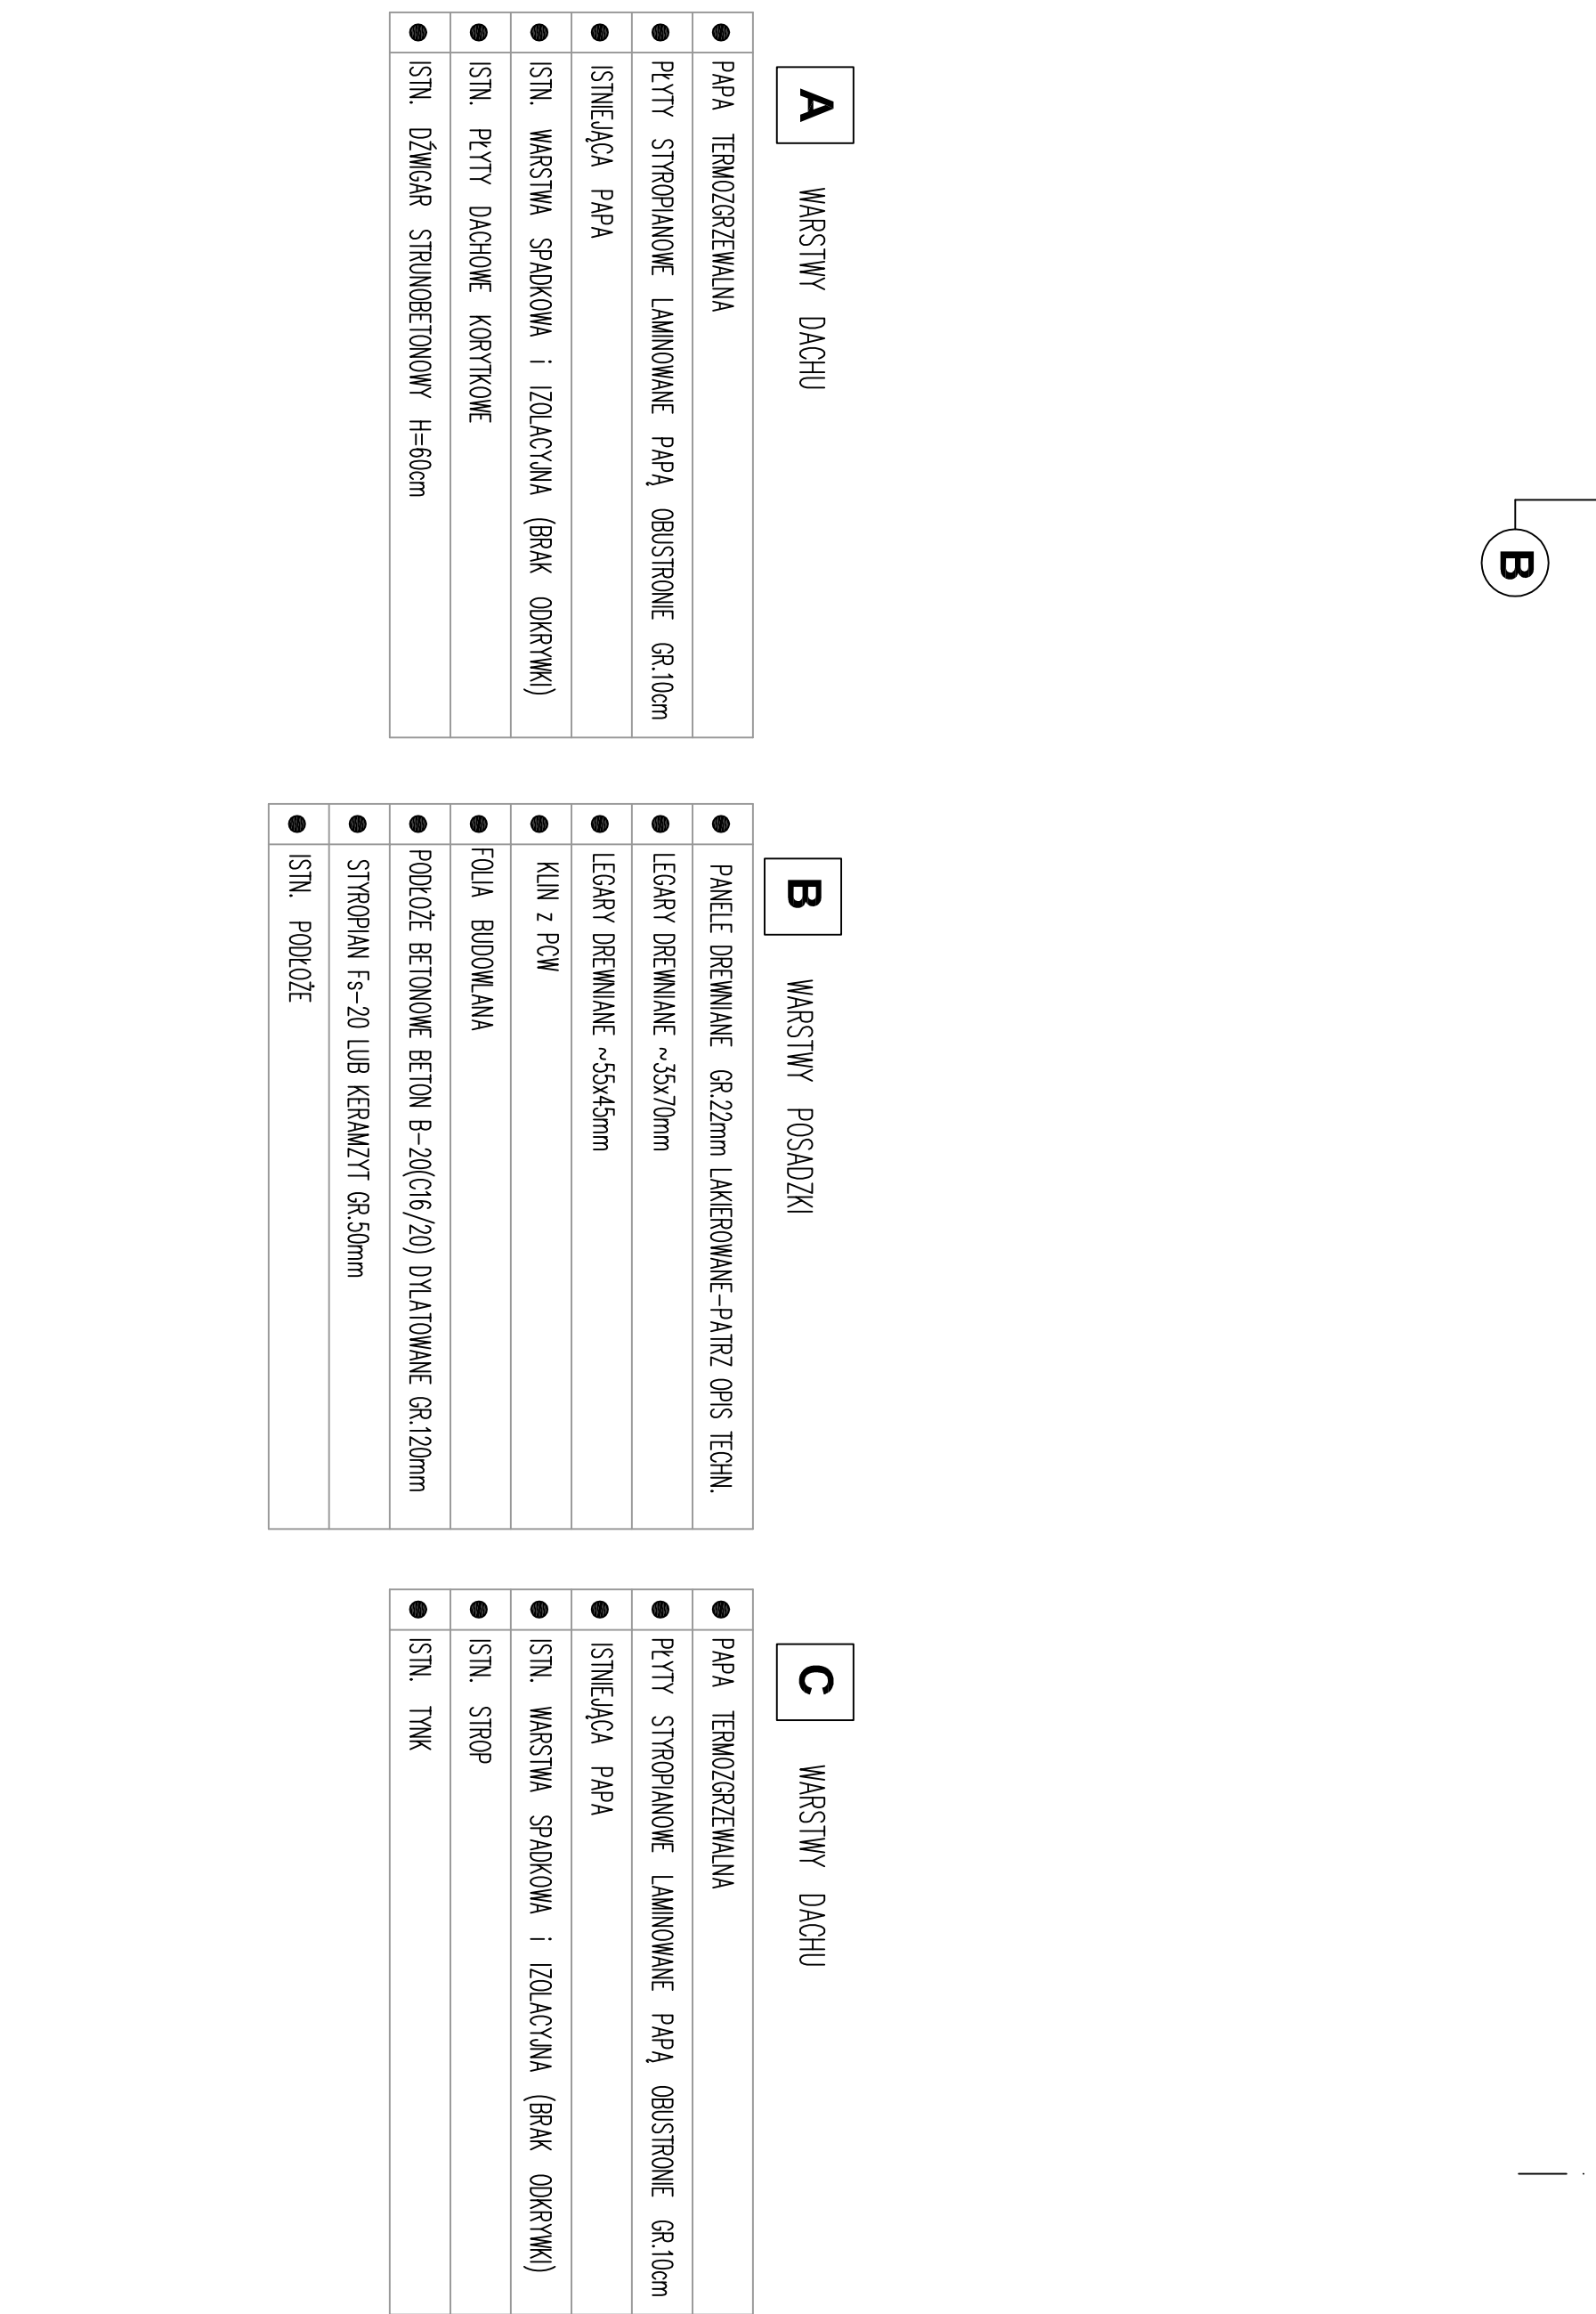 B
A
WARSTWY DACHU
PAPA TERMOZGRZEWALNA
PŁYTY STYROPIANOWE LAMINOWANE PAPĄ OBUSTRONIE GR.10cm
ISTNIEJĄCA PAPA
ISTN. WARSTWA SPADKOWA i IZOLACYJNA (BRAK ODKRYWKI)
ISTN. PŁYTY DACHOWE KORYTKOWE
ISTN. DŹWIGAR STRUNOBETONOWY H=60cm
B
WARSTWY POSADZKI
PANELE DREWNIANE GR.22mm LAKIEROWANE-PATRZ OPIS TECHN.
LEGARY DREWNIANE ~35x70mm
LEGARY DREWNIANE ~55x45mm
KLIN z PCW
FOLIA BUDOWLANA
PODŁOŻE BETONOWE BETON B-20(C16/20) DYLATOWANE GR.120mm
STYROPIAN Fs-20 LUB KERAMZYT GR.50mm
ISTN. PODŁOŻE
C
WARSTWY DACHU
PAPA TERMOZGRZEWALNA
PŁYTY STYROPIANOWE LAMINOWANE PAPĄ OBUSTRONIE GR.10cm
ISTNIEJĄCA PAPA
ISTN. WARSTWA SPADKOWA i IZOLACYJNA (BRAK ODKRYWKI)
ISTN. STROP
ISTN. TYNK